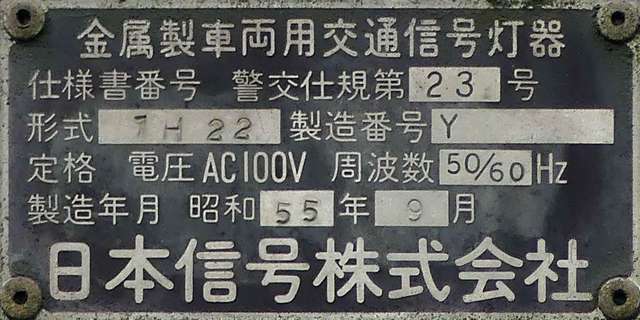 金属製車両用交通信号灯器
仕様書番号 警交仕規第 23 号
形式 1H22 製造番号 Y
定格 電圧 AC100V 周波数 50/60 Hz
製造年月 昭和 55 年 9 月
日本信号株式会社